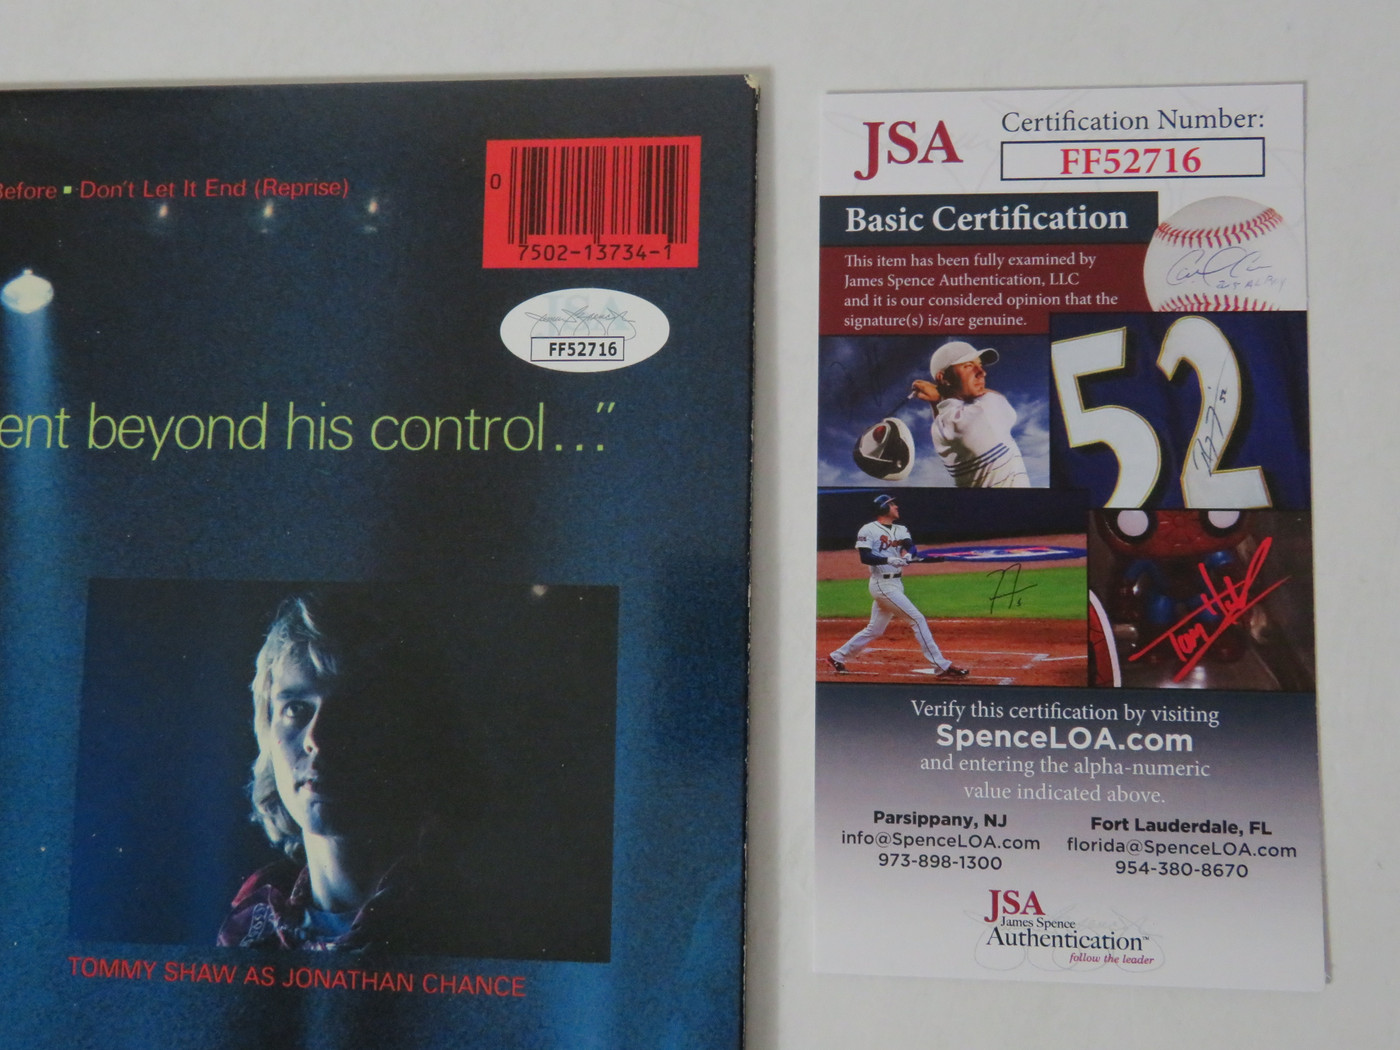 Before ▪ Don't Let It End (Reprise)
0
7502-13734-1
JSA
FF52716
ent beyond his control..."
TOMMY SHAW AS JONATHAN CHANCE
JSA
Certification Number:
FF52716
Basic Certification
This item has been fully examined by
James Spence Authentication, LLC
and it is our considered opinion that the
signature(s) is/are genuine.
52
52
Braves
Verify this certification by visiting
SpenceLOA.com
and entering the alpha-numeric
value indicated above.
Parsippany, NJ
info@SpenceLOA.com
973-898-1300
Fort Lauderdale, FL
florida@SpenceLOA.com
954-380-8670
JSA
James Spence
Authentication™
follow the leader